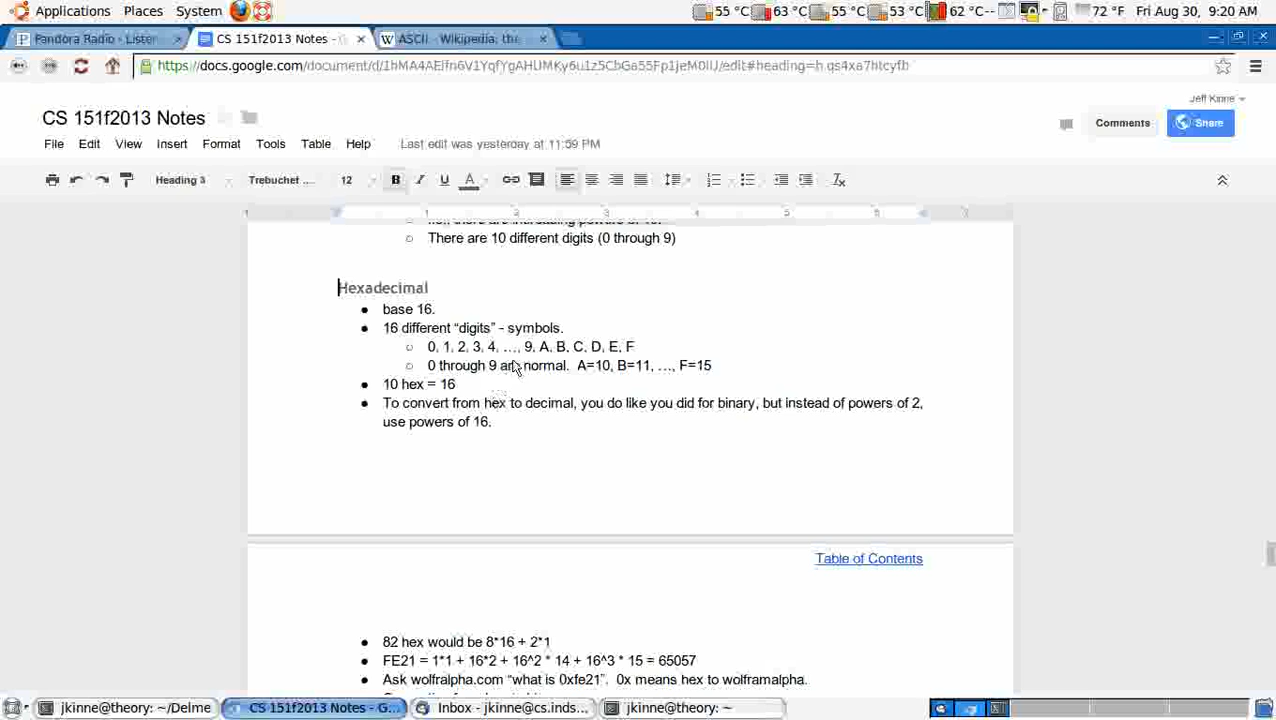 Applications Places System 55 °C 63 °C 55 °C 53 °C 62 °C 72 °F Fri Aug 30, 9:20 AM
Pandora Radio - Listen CS 151f2013 Notes - G ASCII - Wikipedia, the
https://docs.google.com/document/d/
CS 151f2013 Notes
Jeff Kinne
Comments Share
File Edit View Insert Format Tools Table Help Last edit was yesterday at 11:59 PM
Heading 3 Trebuchet ... 12 B I U A
There are 10 different digits (0 through 9)
Hexadecimal
base 16.
16 different “digits” - symbols.
0, 1, 2, 3, 4, …, 9, A, B, C, D, E, F
0 through 9 are normal. A=10, B=11, …, F=15
10 hex = 16
To convert from hex to decimal, you do like you did for binary, but instead of powers of 2,
use powers of 16.
Table of Contents
82 hex would be 8*16 + 2*1
FE21 = 1*1 + 16*2 + 16^2 * 14 + 16^3 * 15 = 65057
Ask wolfralpha.com “what is 0xfe21”. 0x means hex to wolframalpha.
jkinne@theory: ~/Delme CS 151f2013 Notes - G... Inbox - jkinne@cs.inds... jkinne@theory: ~